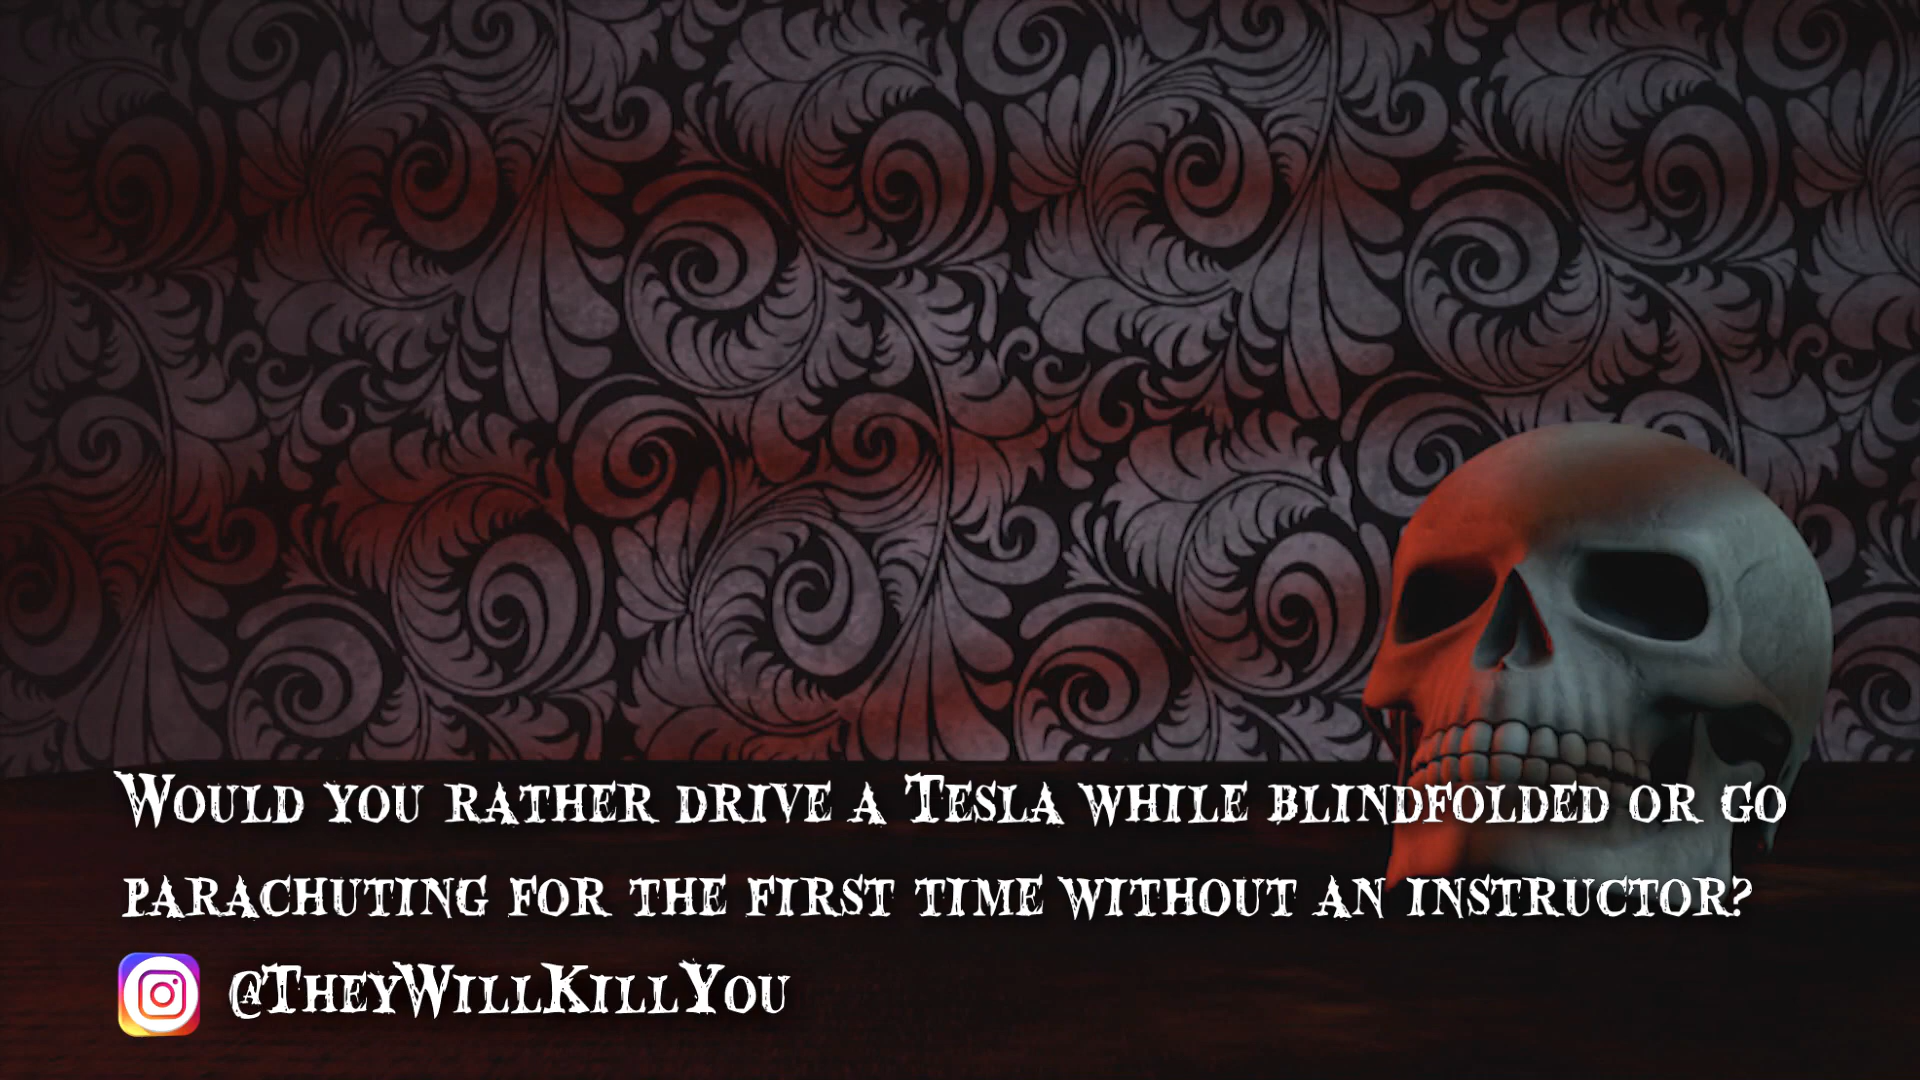 Would you rather drive a Tesla while blindfolded or go
parachuting for the first time without an instructor?
@TheyWillKillYou